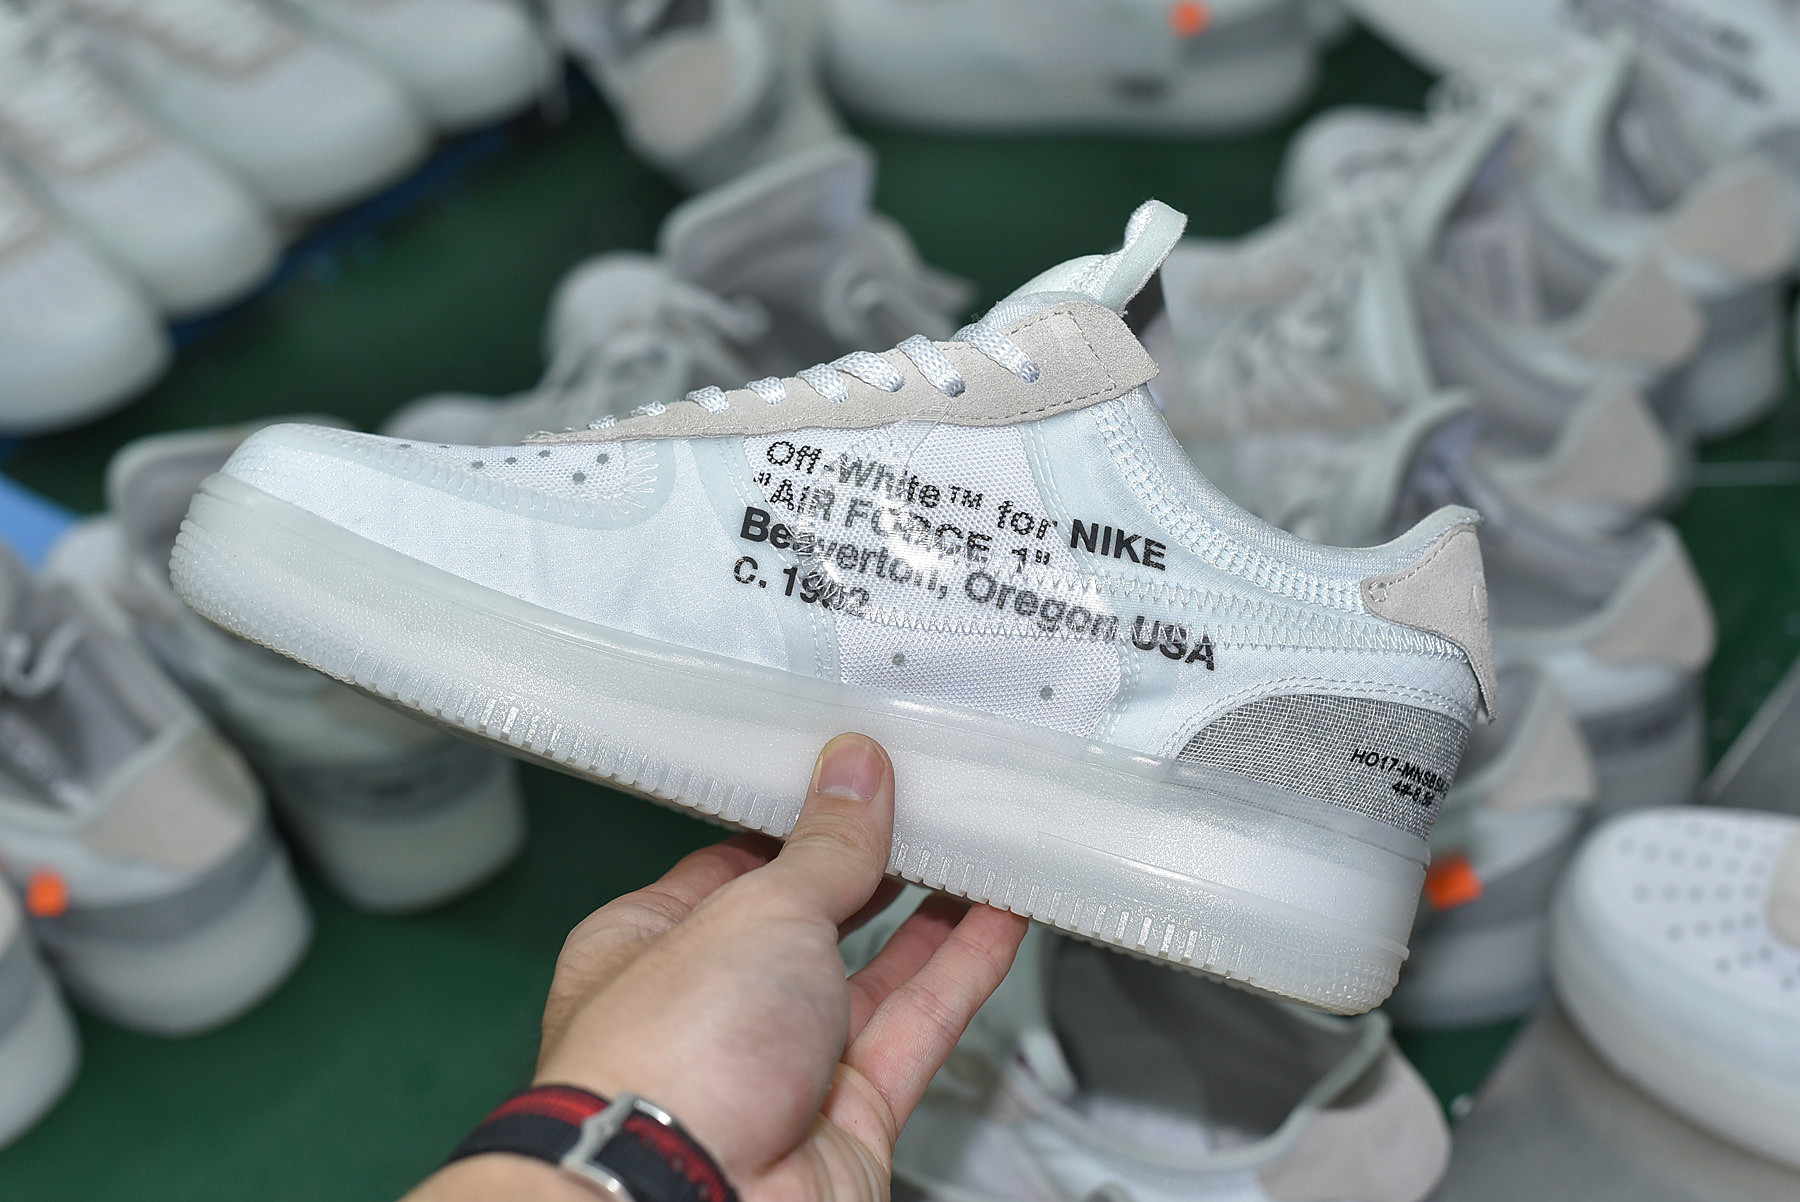 Off-White™ for NIKE
"AIR FORCE 1"
Beaverton, Oregon USA
C. 1982